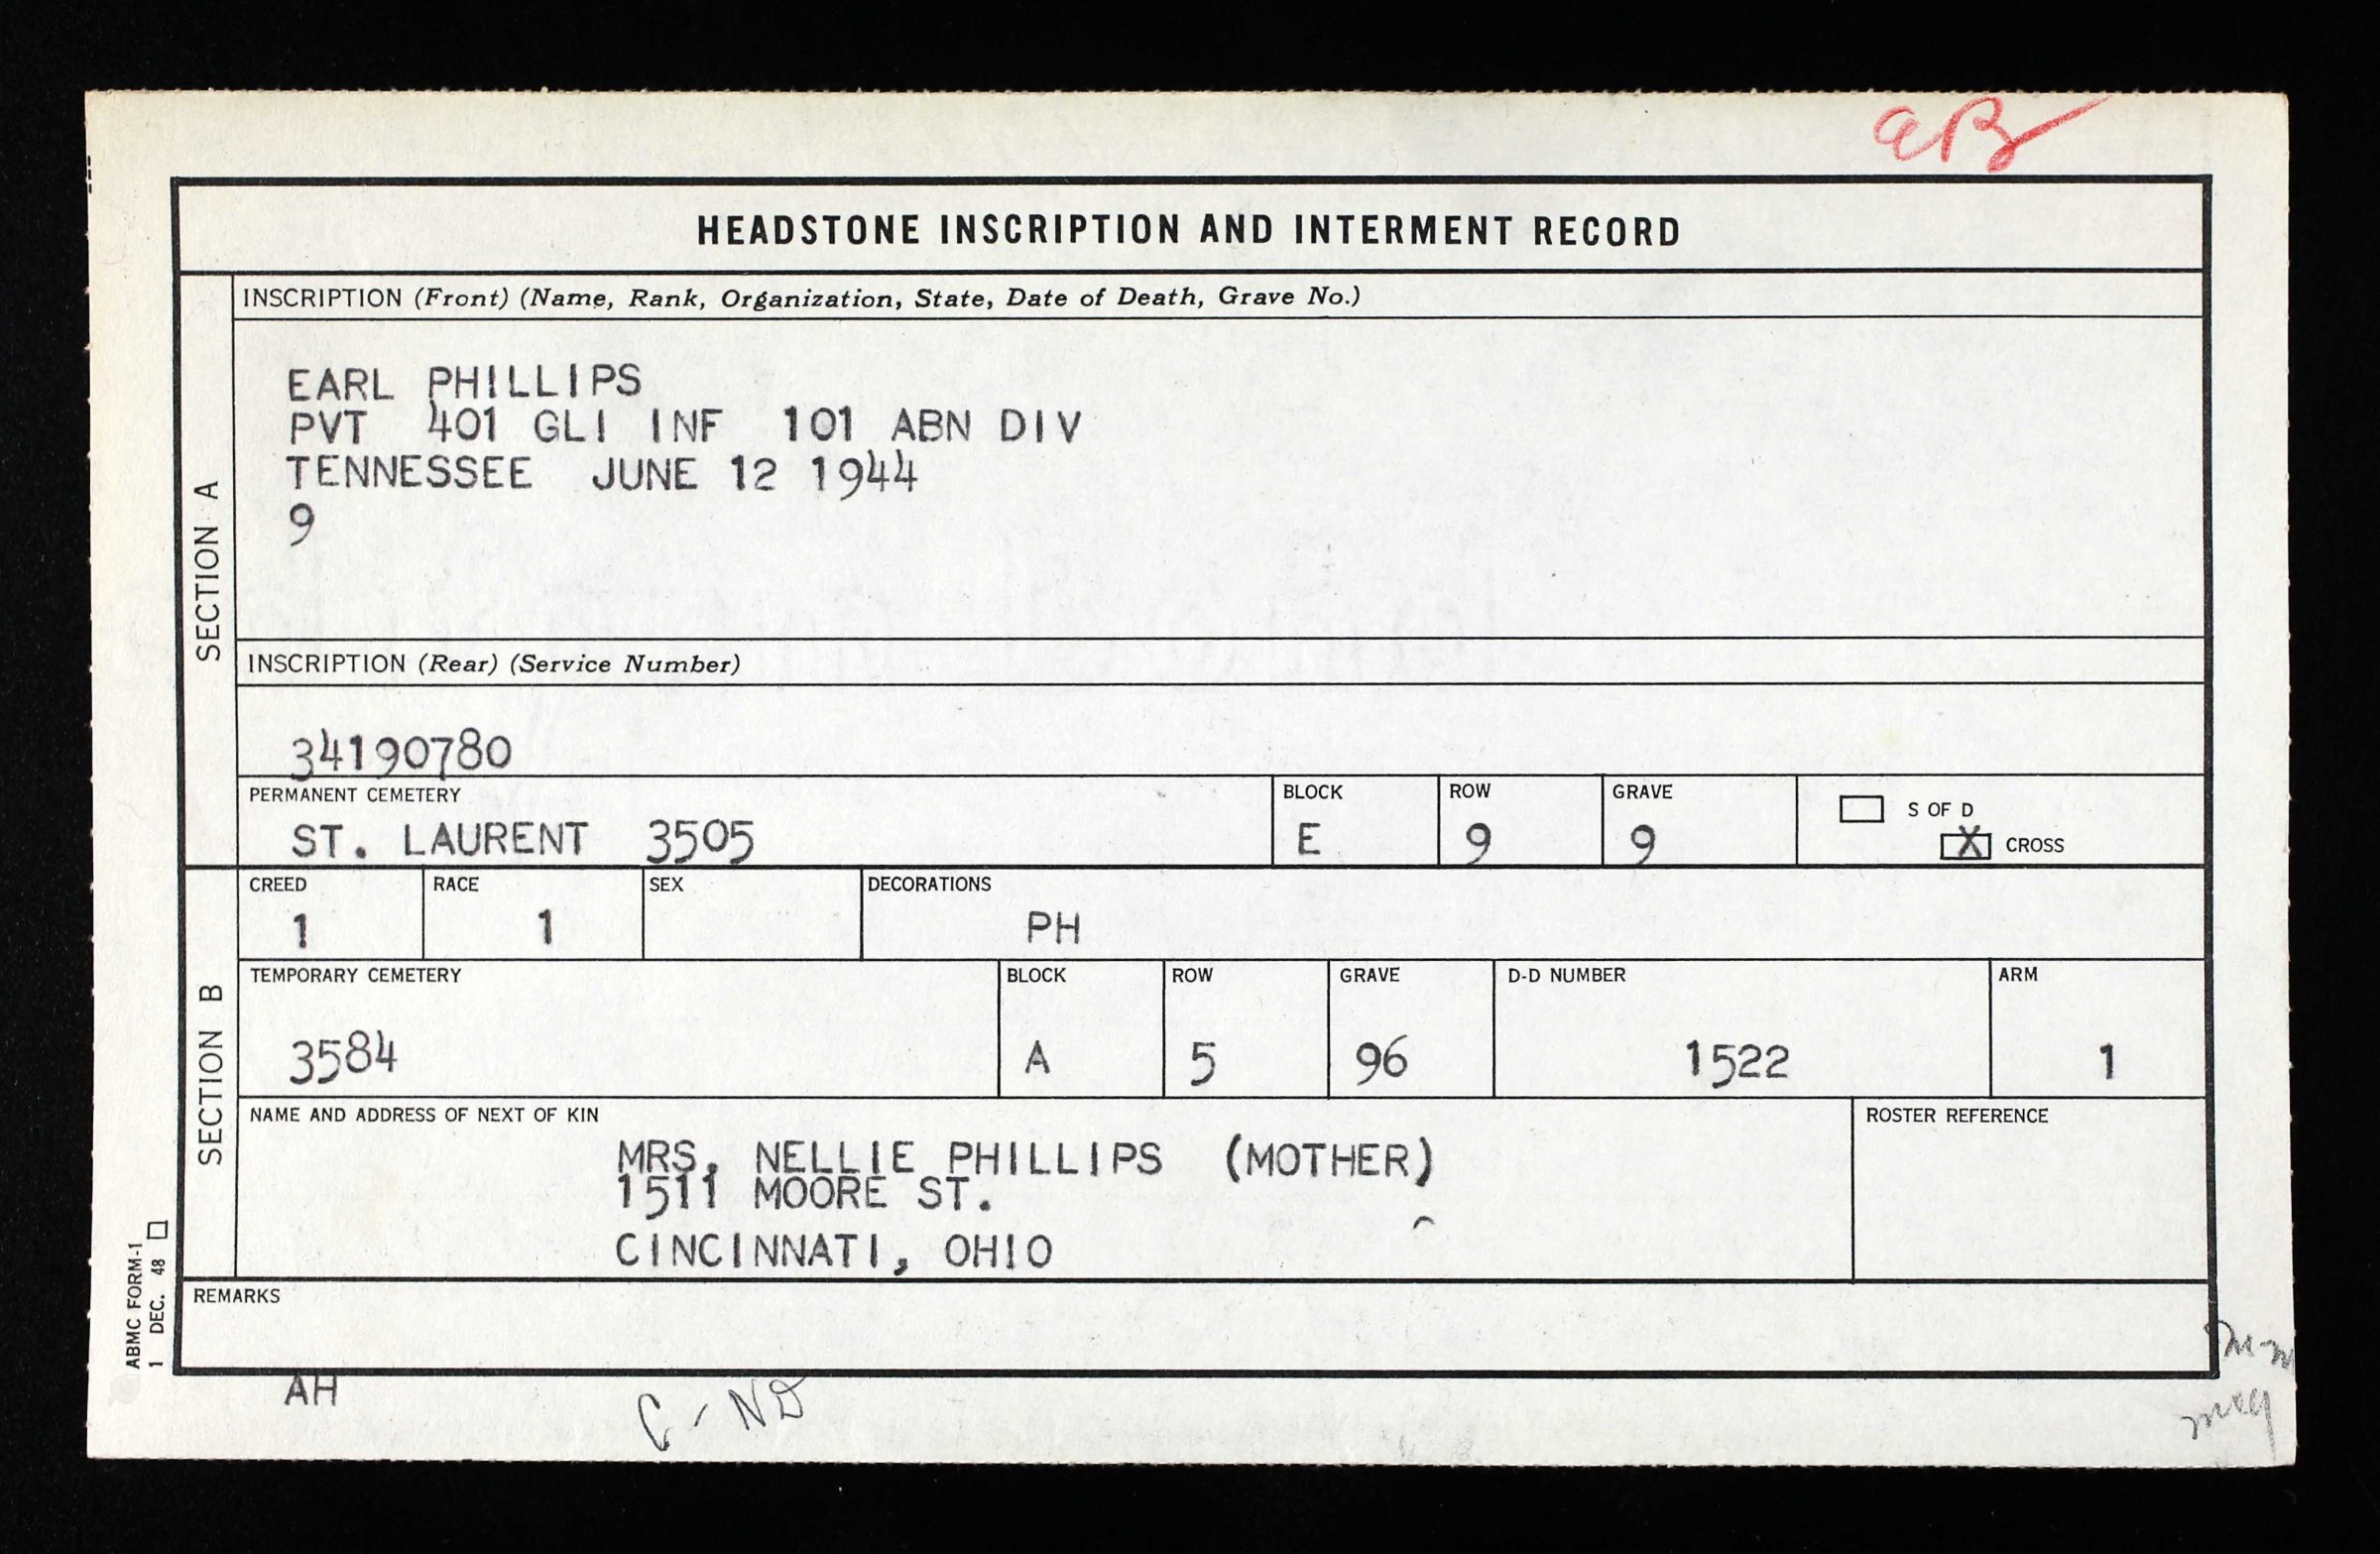 aB
HEADSTONE INSCRIPTION AND INTERMENT RECORD
SECTION A
INSCRIPTION (Front) (Name, Rank, Organization, State, Date of Death, Grave No.)
EARL PHILLIPS
PVT 401 GLI INF 101 ABN DIV
TENNESSEE JUNE 12 1944
9
INSCRIPTION (Rear) (Service Number)
34190780
PERMANENT CEMETERY BLOCK ROW GRAVE
ST. LAURENT 3505 E 9 9
S OF D
X CROSS
SECTION B
CREED RACE SEX DECORATIONS
1 1 PH
TEMPORARY CEMETERY BLOCK ROW GRAVE D-D NUMBER ARM
3584 A 5 96 1522 1
NAME AND ADDRESS OF NEXT OF KIN ROSTER REFERENCE
MRS. NELLIE PHILLIPS (MOTHER)
1511 MOORE ST.
CINCINNATI, OHIO
REMARKS
ABMC FORM-1
1 DEC. 48
AH
C - ND